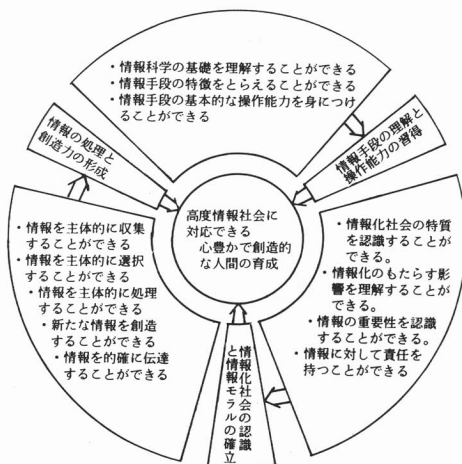 ・情報科学の基礎を理解することができる
・情報手段の特徴をとらえることができる
・情報手段の基本的な操作能力を身につけ
ることができる
情報の処理と
創造力の形成
情報手段の理解と
操作能力の習得
高度情報社会に
対応できる
心豊かで創造的
な人間の育成
・情報を主体的に収集
することができる
・情報を主体的に選択
することができる
・情報を主体的に処理
することができる
・新たな情報を創造
することができる
・情報を的確に伝達
することができる
・情報化社会の特質
を認識することが
できる。
・情報化のもたらす影
響を理解することが
できる。
・情報の重要性を認識
することができる。
・情報に対して責任を
持つことができる
情報化社会の認識
と情報モラルの確立